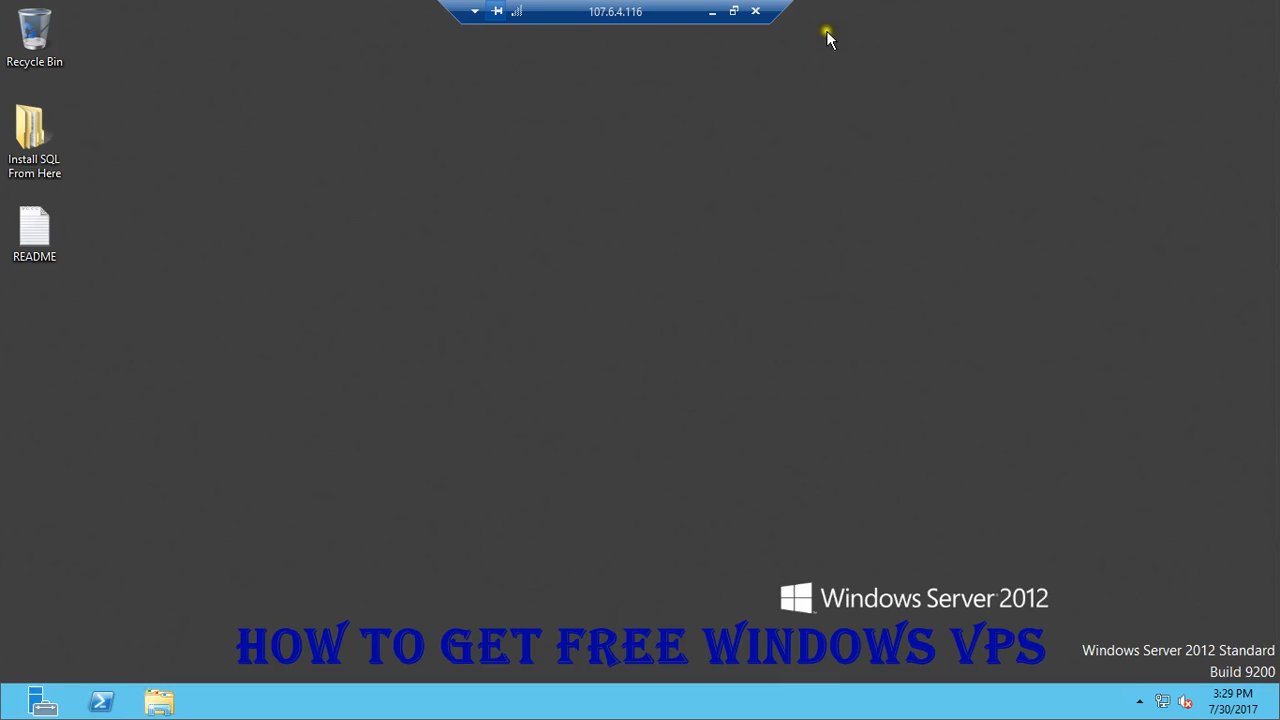 107.6.4.116
Recycle Bin
Install SQL
From Here
README
Windows Server 2012
HOW TO GET FREE WINDOWS VPS
Windows Server 2012 Standard
Build 9200
3:29 PM
7/30/2017